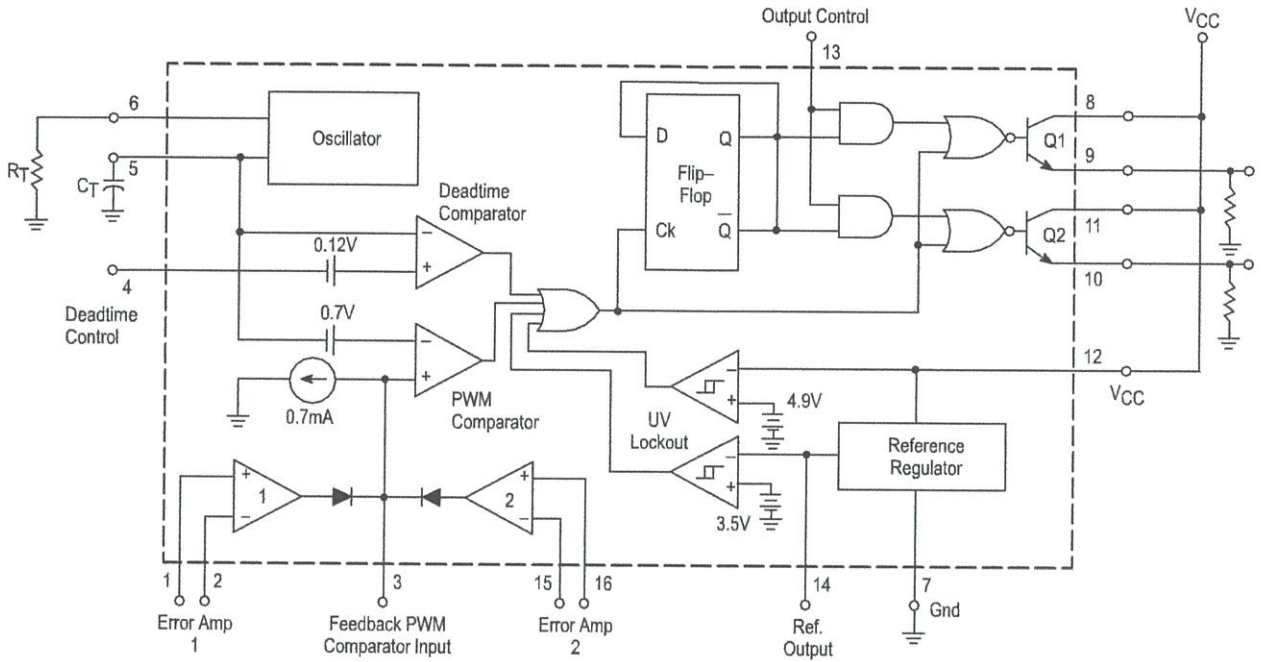 Output Control
VCC
13
6
Oscillator
8
D
Q
Q1
5
9
RT
CT
Flip–
Flop
Deadtime
Comparator
11
–
0.12V
Ck
Q
Q2
+
4
10
Deadtime
Control
0.7V
–
12
–
+
VCC
0.7mA
PWM
Comparator
+
4.9V
UV
Lockout
Reference
Regulator
–
+
+
1
2
+
–
–
3.5V
1
2
3
15
16
14
7
Gnd
Error Amp
1
Feedback PWM
Comparator Input
Error Amp
2
Ref.
Output